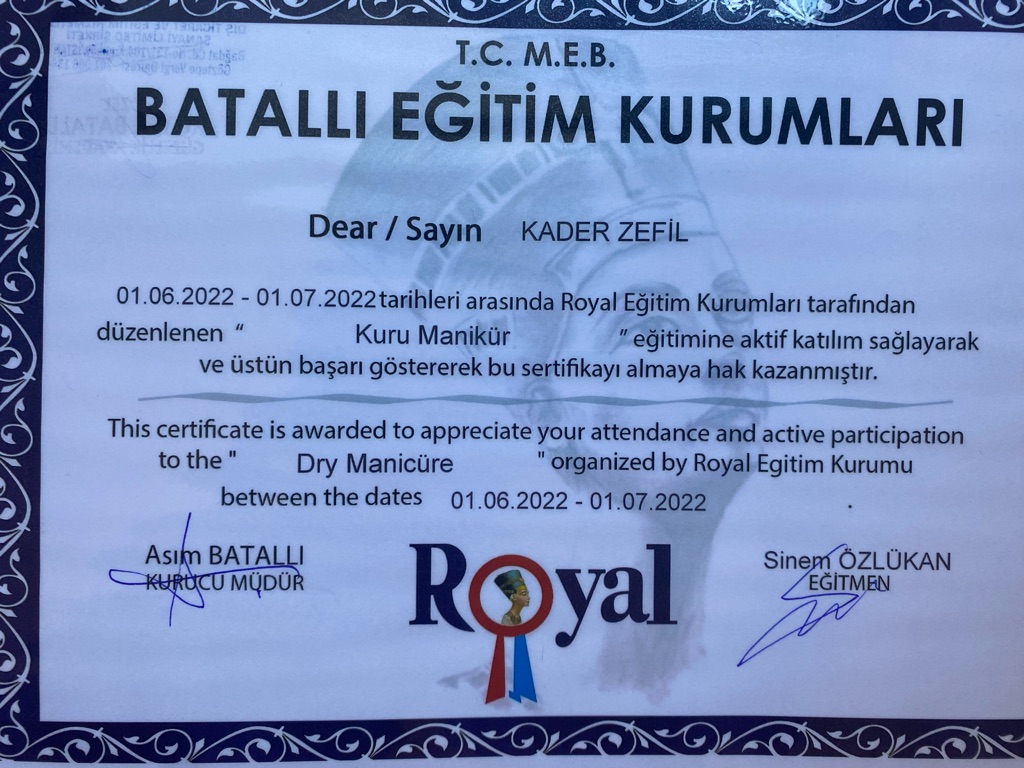 T.C. M.E.B.
BATALLI EĞİTİM KURUMLARI
Dear / Sayın KADER ZEFİL
01.06.2022 - 01.07.2022 tarihleri arasında Royal Eğitim Kurumları tarafından
düzenlenen “ Kuru Manikür ” eğitimine aktif katılım sağlayarak
ve üstün başarı göstererek bu sertifikayı almaya hak kazanmıştır.
This certificate is awarded to appreciate your attendance and active participation
to the " Dry Manicüre " organized by Royal Egitim Kurumu
between the dates 01.06.2022 - 01.07.2022 .
Asım BATALLI
KURUCU MÜDÜR
Royal
Sinem ÖZLÜKAN
EĞİTMEN